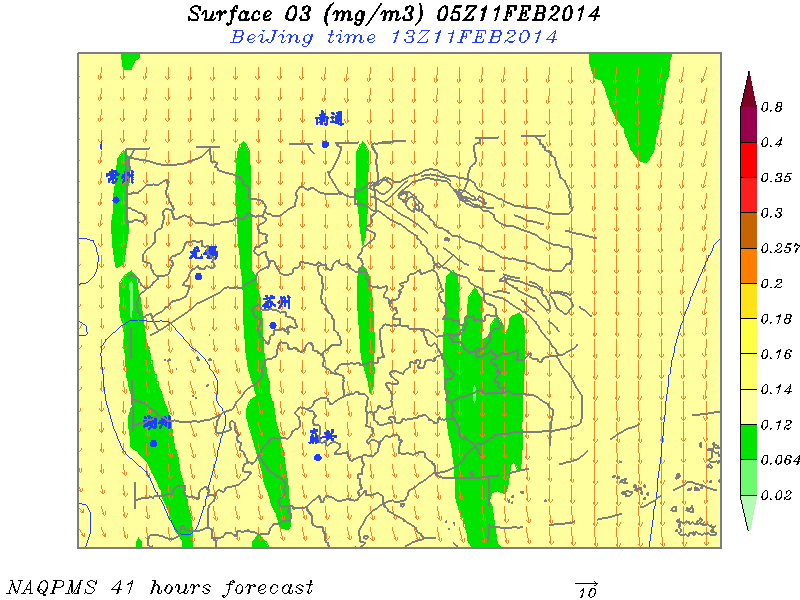 Surface O3 (mg/m3) 05Z11FEB2014
BeiJing time 13Z11FEB2014
南通
常州
无锡
苏州
湖州
嘉兴
0.8
0.4
0.35
0.3
0.257
0.2
0.18
0.16
0.14
0.12
0.064
0.02
NAQPMS 41 hours forecast
10